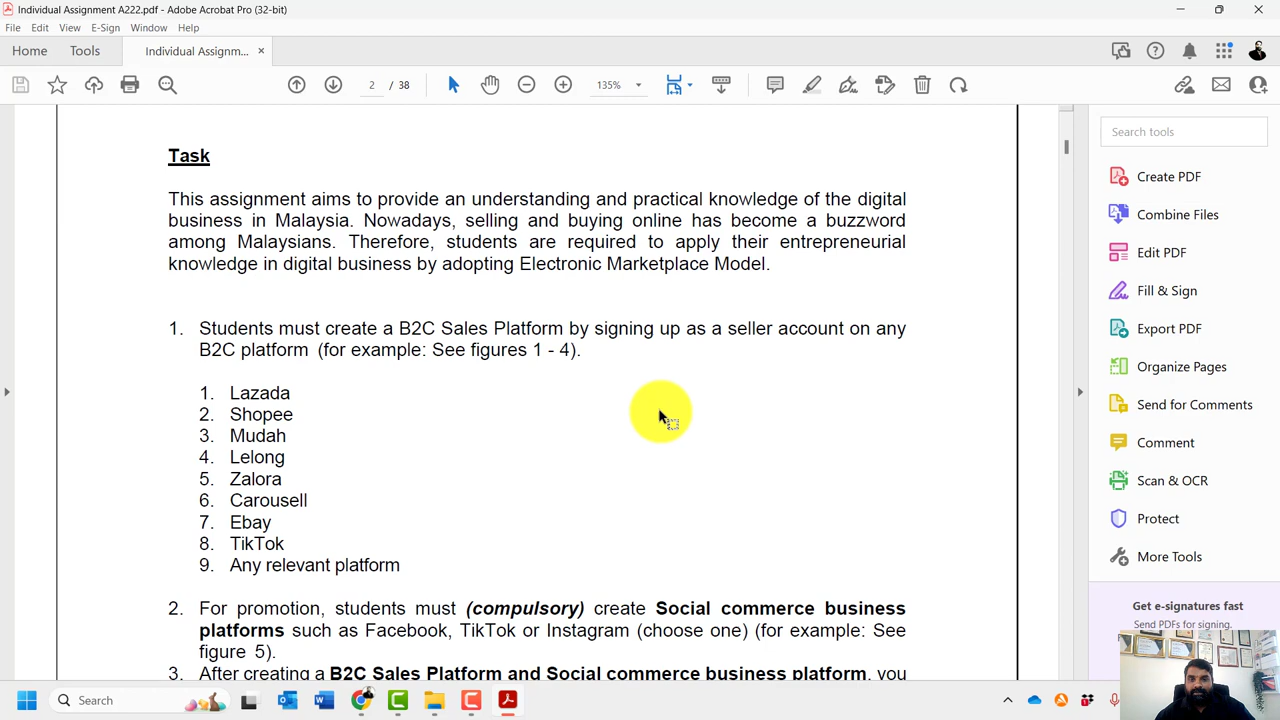 Individual Assignment A222.pdf - Adobe Acrobat Pro (32-bit)
File Edit View E-Sign Window Help
Home Tools Individual Assignm... ×
2 / 38 135%
Task
This assignment aims to provide an understanding and practical knowledge of the digital
business in Malaysia. Nowadays, selling and buying online has become a buzzword
among Malaysians. Therefore, students are required to apply their entrepreneurial
knowledge in digital business by adopting Electronic Marketplace Model.
1. Students must create a B2C Sales Platform by signing up as a seller account on any
B2C platform (for example: See figures 1 - 4).
1. Lazada
2. Shopee
3. Mudah
4. Lelong
5. Zalora
6. Carousell
7. Ebay
8. TikTok
9. Any relevant platform
2. For promotion, students must (compulsory) create Social commerce business
platforms such as Facebook, TikTok or Instagram (choose one) (for example: See
figure 5).
3. After creating a B2C Sales Platform and Social commerce business platform, you
Search tools
Create PDF
Combine Files
Edit PDF
Fill & Sign
Export PDF
Organize Pages
Send for Comments
Comment
Scan & OCR
Protect
More Tools
Get e-signatures fast
Send PDFs for signing.
Search